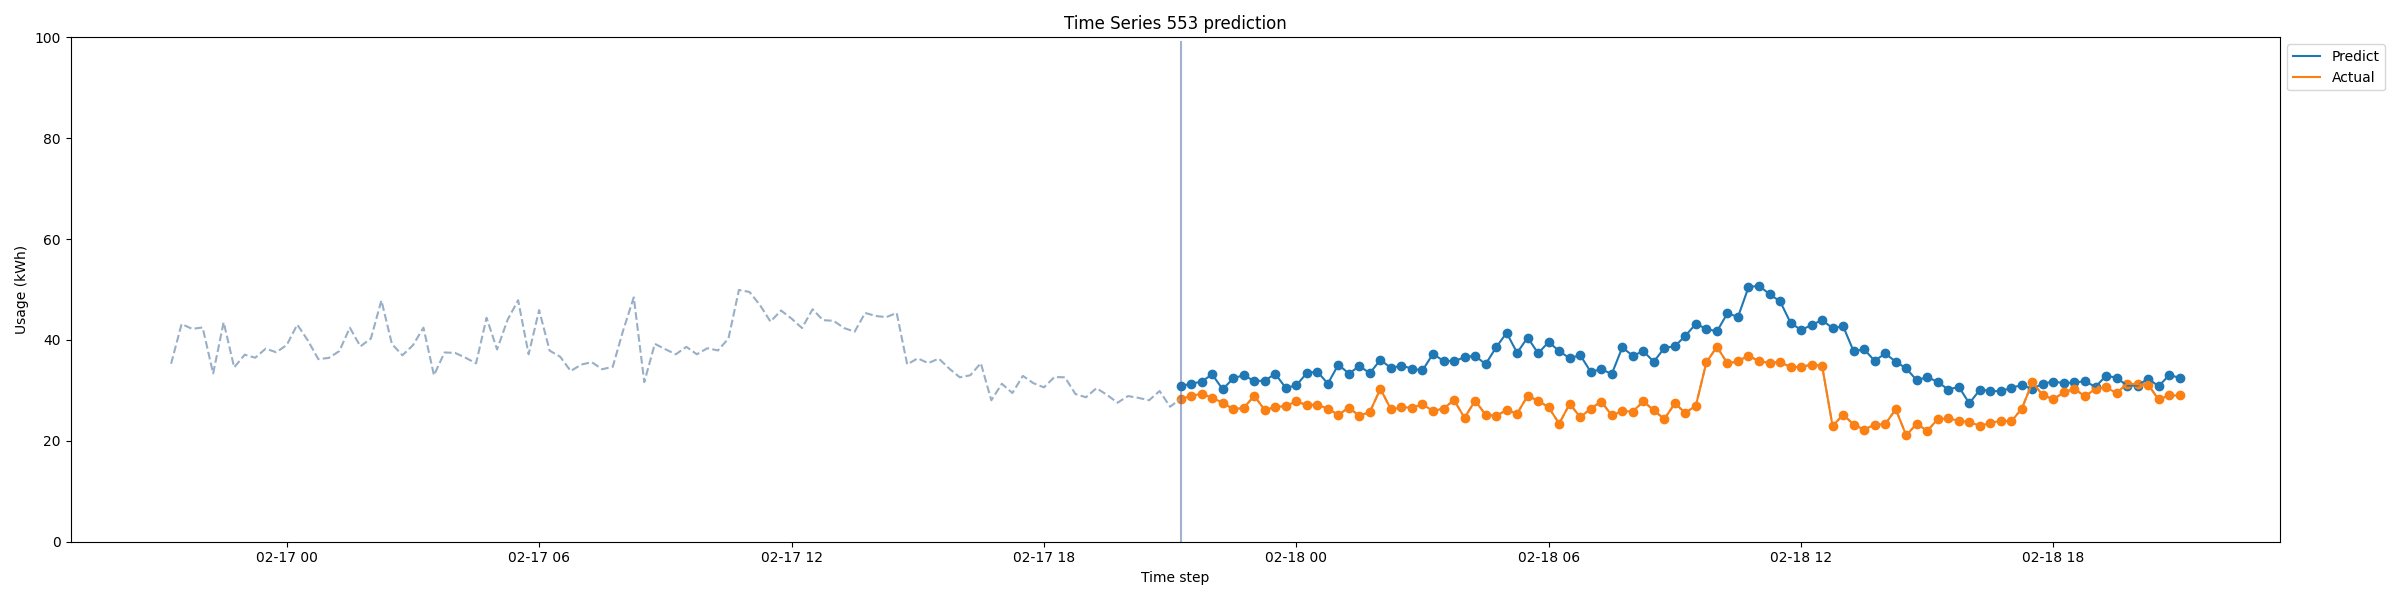 Time Series 553 prediction
Predict
Actual
Usage (kWh)
100
80
60
40
20
0
02-17 00
02-17 06
02-17 12
02-17 18
02-18 00
02-18 06
02-18 12
02-18 18
Time step